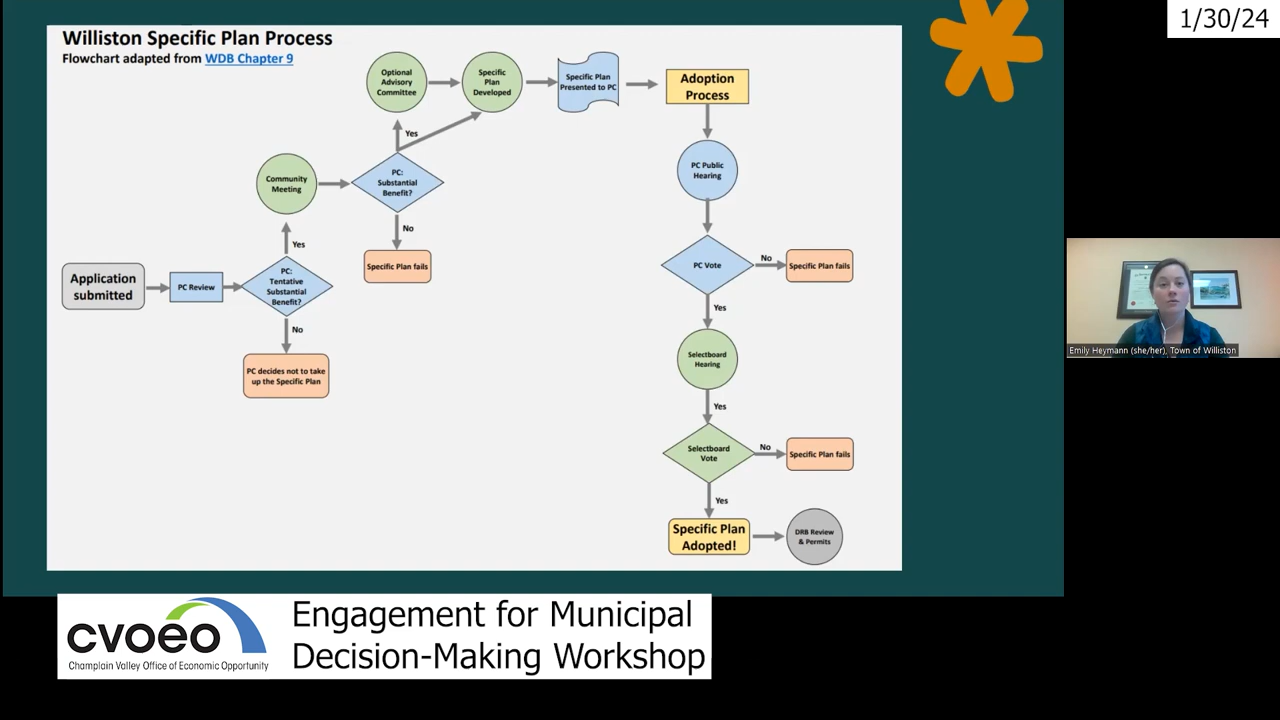 1/30/24
Williston Specific Plan Process
Flowchart adapted from WDB Chapter 9
Optional
Advisory
Committee
Specific
Plan
Developed
Specific Plan
Presented to PC
Adoption
Process
Yes
PC Public
Hearing
Community
Meeting
PC:
Substantial
Benefit?
No
Specific Plan fails
PC Vote
No
Specific Plan fails
Yes
Application
submitted
PC Review
PC:
Tentative
Substantial
Benefit?
Yes
No
PC decides not to take
up the Specific Plan
Selectboard
Hearing
Yes
Selectboard
Vote
No
Specific Plan fails
Yes
Specific Plan
Adopted!
DRB Review
& Permits
Emily Heymann (she/her), Town of Williston
cvoeo
Champlain Valley Office of Economic Opportunity
Engagement for Municipal
Decision-Making Workshop